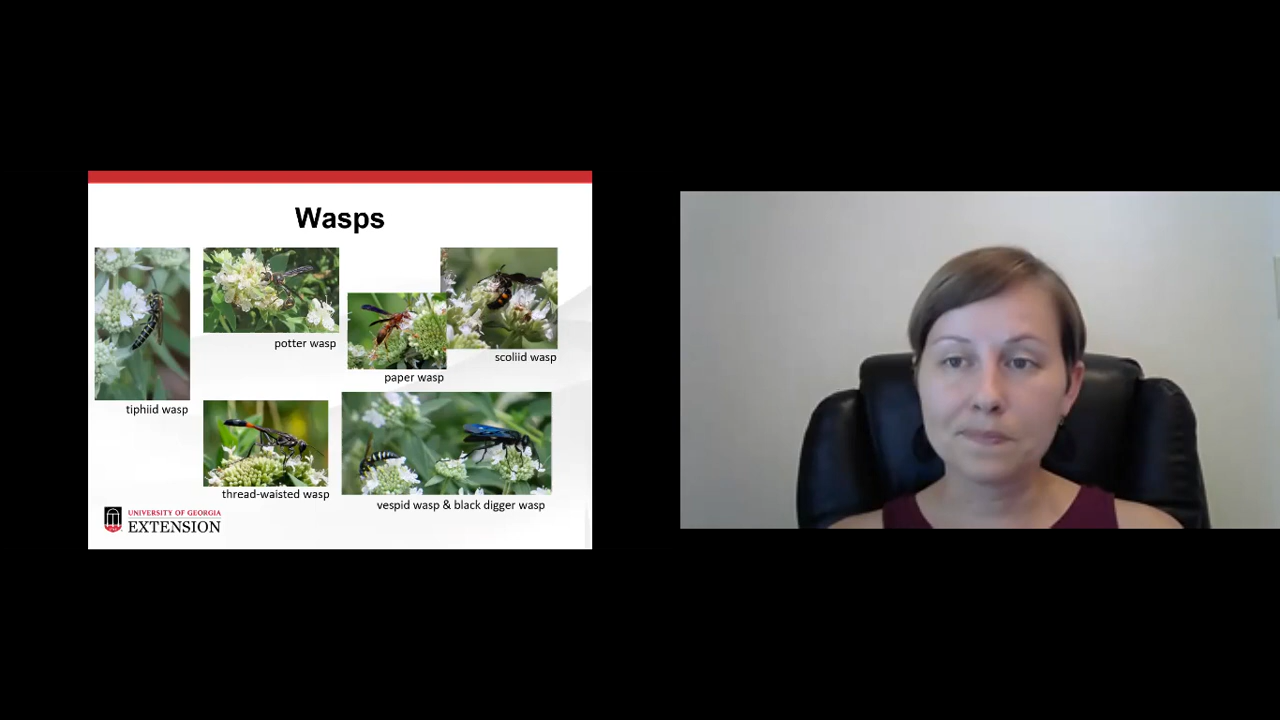 Wasps
potter wasp
scoliid wasp
paper wasp
tiphiid wasp
thread-waisted wasp
vespid wasp & black digger wasp
UNIVERSITY OF GEORGIA
EXTENSION